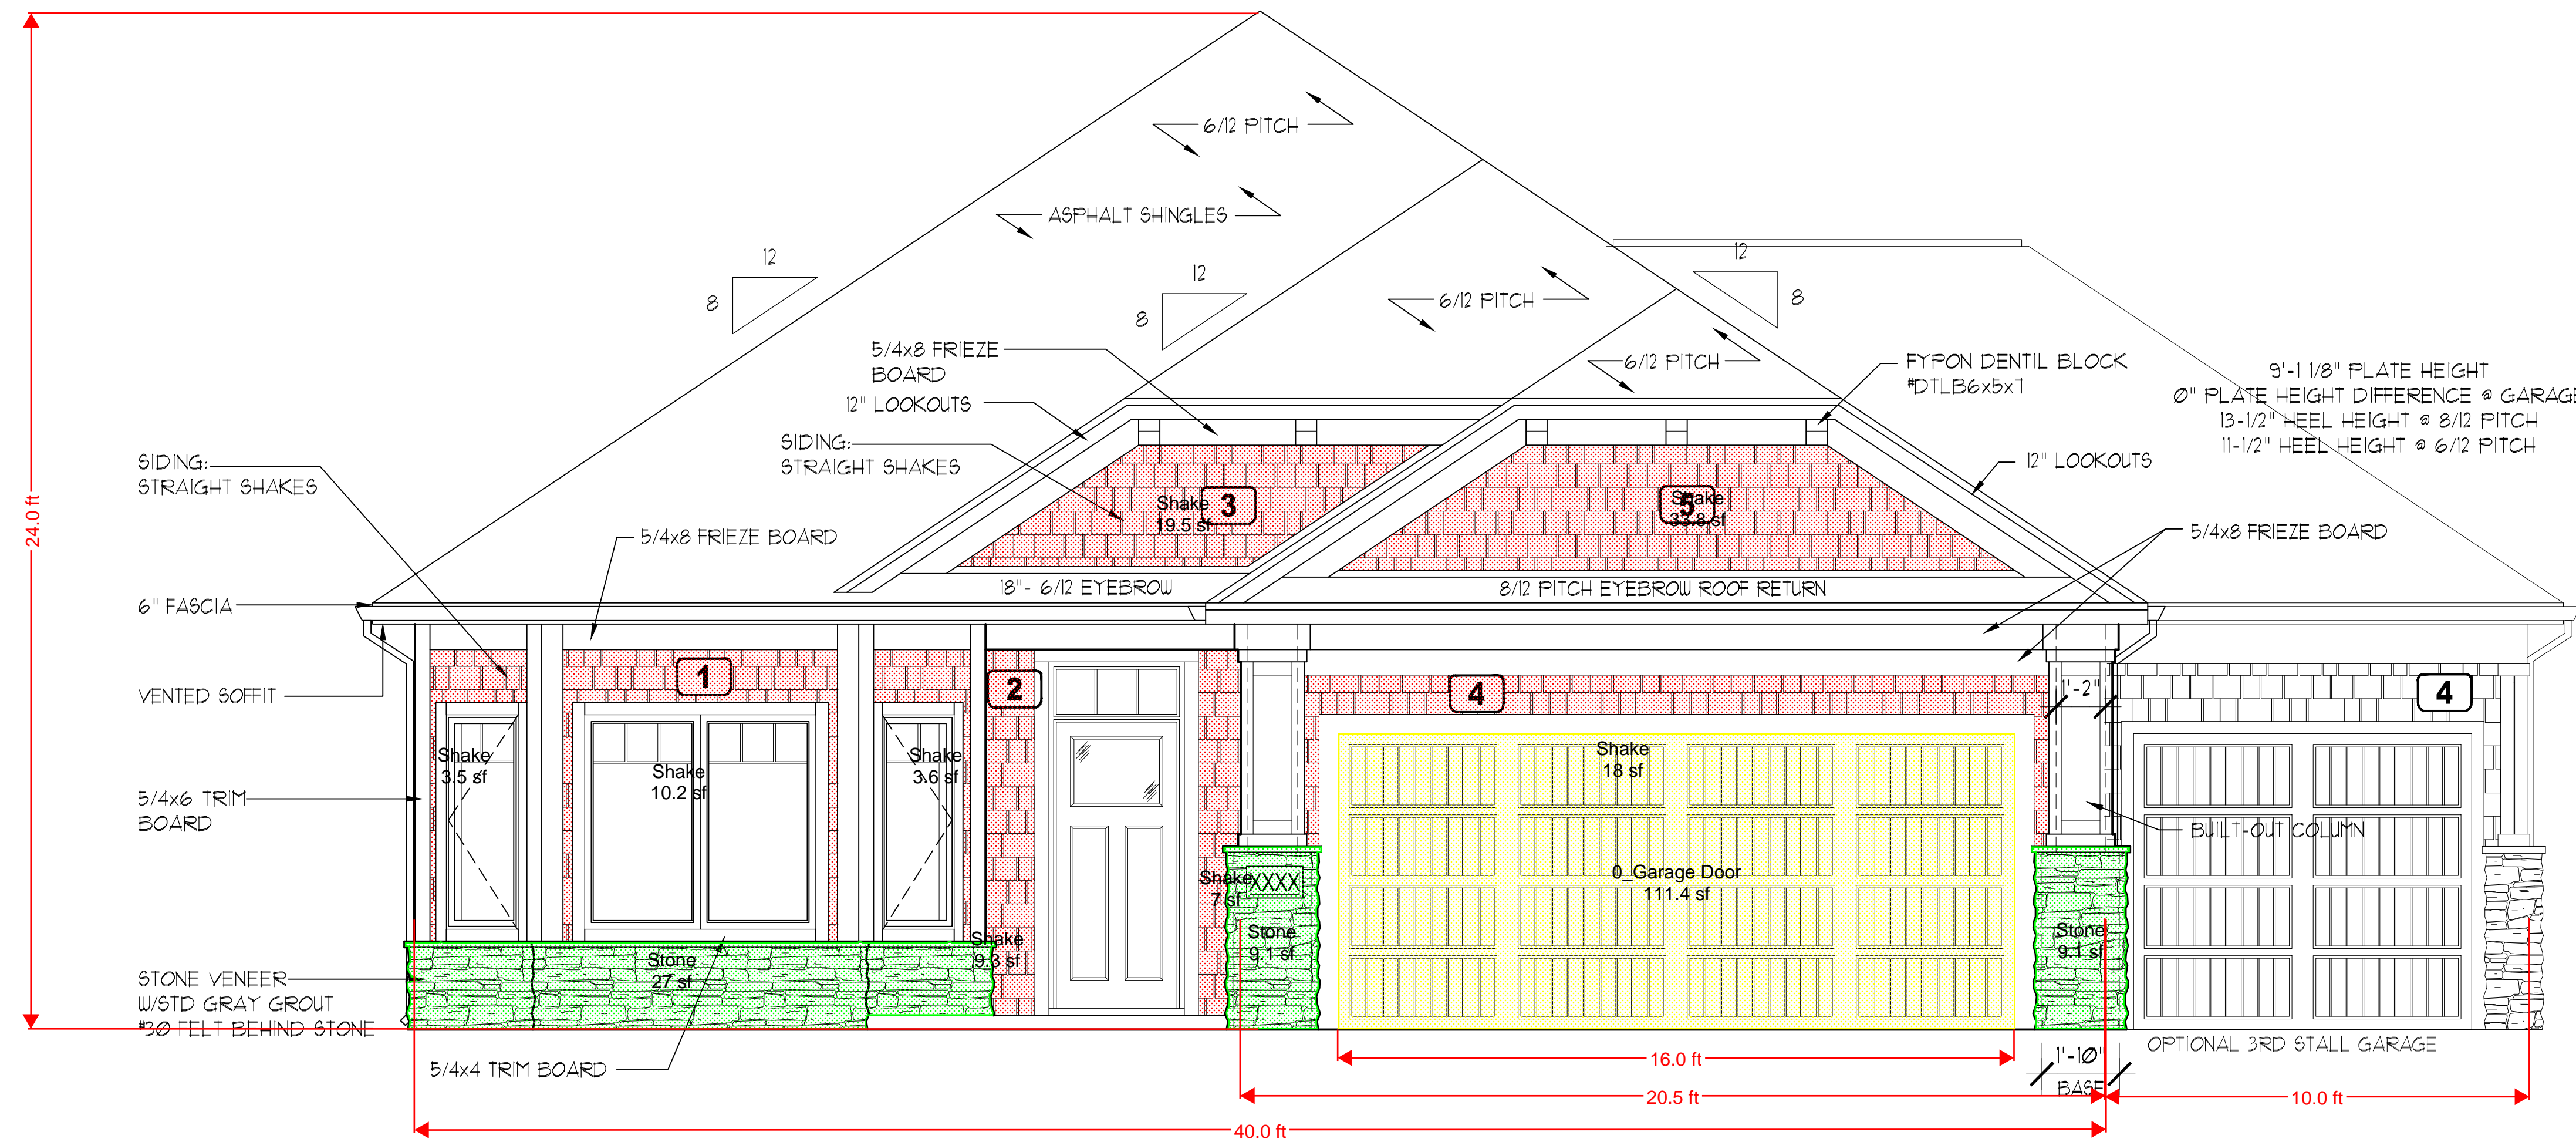 6/12 PITCH
ASPHALT SHINGLES
12
8
12
8
12
8
6/12 PITCH
6/12 PITCH
5/4x8 FRIEZE
BOARD
12" LOOKOUTS
SIDING:
STRAIGHT SHAKES
FYPON DENTIL BLOCK
#DTLB6x5x7
9'-1 1/8" PLATE HEIGHT
0" PLATE HEIGHT DIFFERENCE @ GARAGE
13-1/2" HEEL HEIGHT @ 8/12 PITCH
11-1/2" HEEL HEIGHT @ 6/12 PITCH
12" LOOKOUTS
SIDING:
STRAIGHT SHAKES
24.0 ft
Shake
19.5 sf
3
Shake
33.8 sf
5
5/4x8 FRIEZE BOARD
5/4x8 FRIEZE BOARD
18"- 6/12 EYEBROW
8/12 PITCH EYEBROW ROOF RETURN
6" FASCIA
VENTED SOFFIT
1
2
4
1'-2"
4
Shake
3.5 sf
Shake
10.2 sf
Shake
3.6 sf
Shake
18 sf
5/4x6 TRIM
BOARD
BUILT-OUT COLUMN
0_Garage Door
111.4 sf
Shake
7 sf
XXXX
Shake
9.3 sf
Stone
9.1 sf
Stone
9.1 sf
Stone
27 sf
STONE VENEER
W/STD GRAY GROUT
#30 FELT BEHIND STONE
5/4x4 TRIM BOARD
OPTIONAL 3RD STALL GARAGE
16.0 ft
1'-10"
BASE
20.5 ft
10.0 ft
40.0 ft